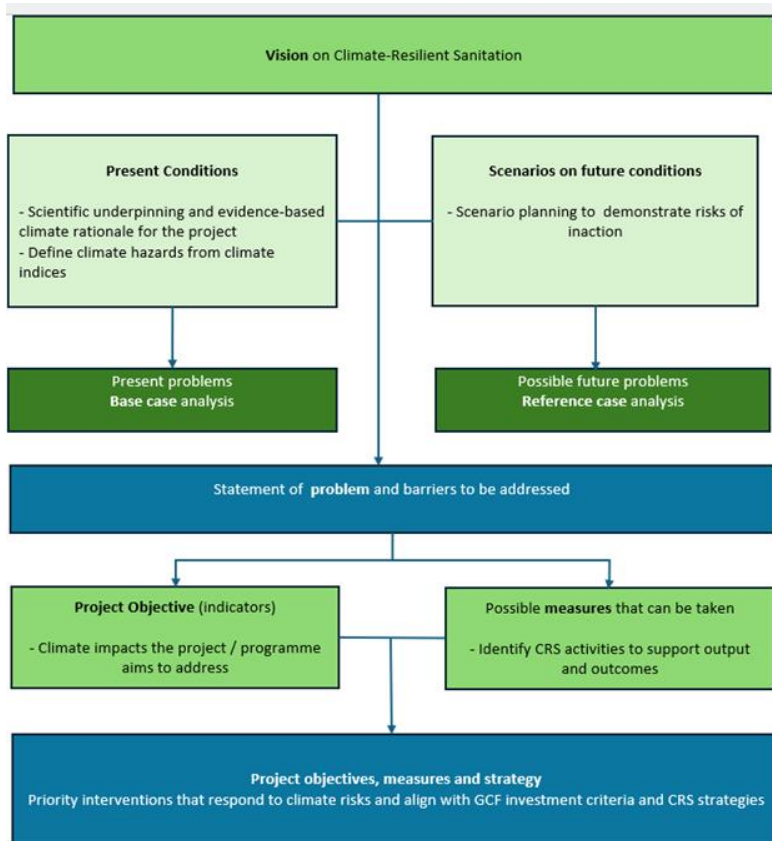 Vision on Climate-Resilient Sanitation
Present Conditions
- Scientific underpinning and evidence-based
climate rationale for the project
- Define climate hazards from climate
indices
Scenarios on future conditions
- Scenario planning to demonstrate risks of
inaction
Present problems
Base case analysis
Possible future problems
Reference case analysis
Statement of problem and barriers to be addressed
Project Objective (indicators)
- Climate impacts the project / programme
aims to address
Possible measures that can be taken
- Identify CRS activities to support output
and outcomes
Project objectives, measures and strategy
Priority interventions that respond to climate risks and align with GCF investment criteria and CRS strategies